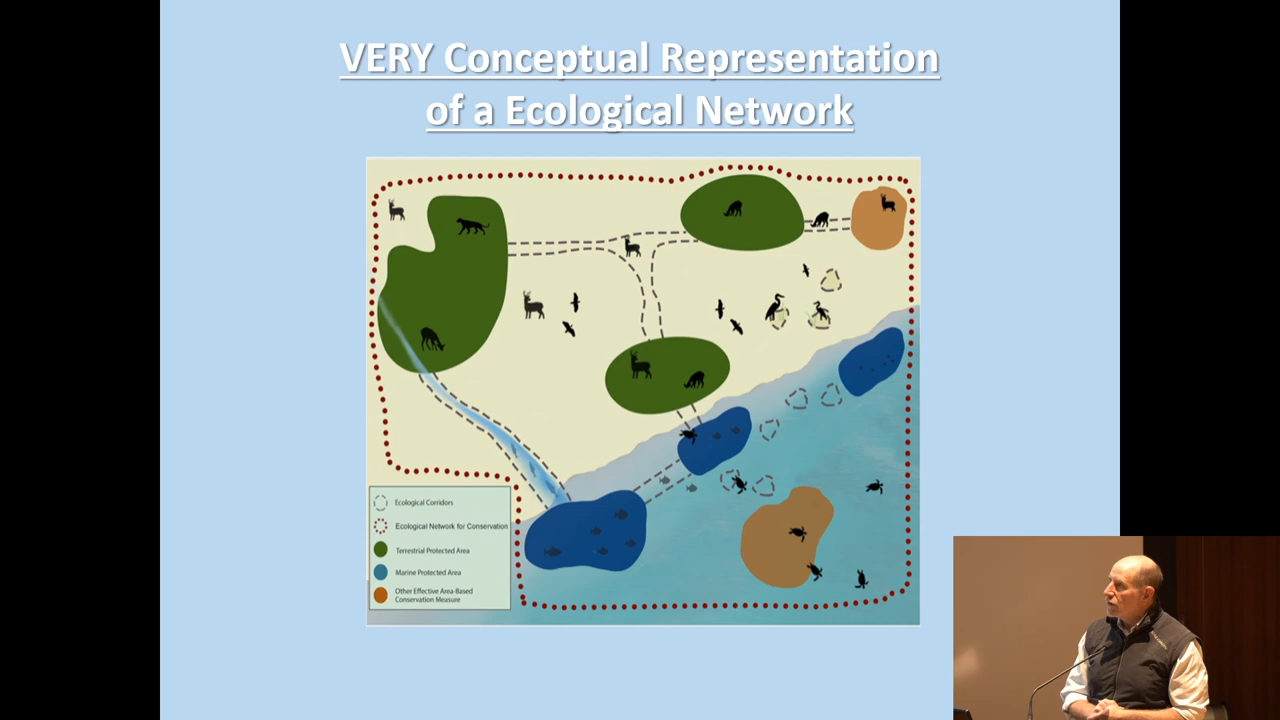 VERY Conceptual Representation
of a Ecological Network
Ecological Corridors
Ecological Network for Conservation
Terrestrial Protected Area
Marine Protected Area
Other Effective Area-Based
Conservation Measure